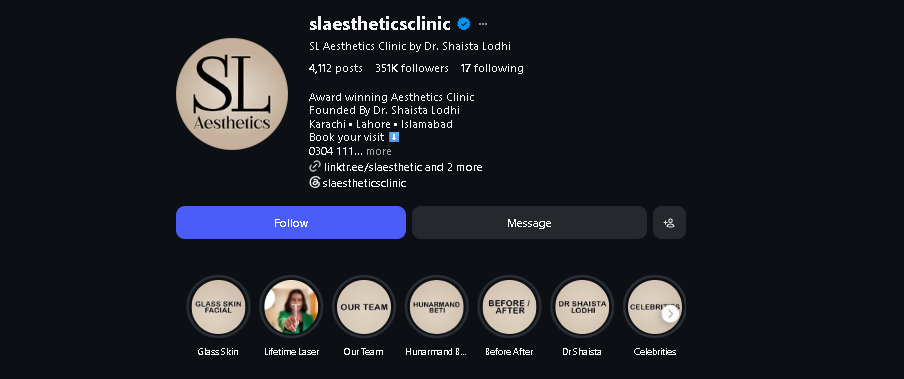 slaestheticsclinic
SL Aesthetics Clinic by Dr. Shaista Lodhi
4,112 posts 351K followers 17 following
SL
Aesthetics
Award winning Aesthetics Clinic
Founded By Dr. Shaista Lodhi
Karachi • Lahore • Islamabad
Book your visit ⬇️
0304 111... more
linktr.ee/slaesthetic and 2 more
slaestheticsclinic
Follow
Message
GLASS SKIN
FACIAL
OUR TEAM
HUNARMAND
BETI
BEFORE /
AFTER
DR SHAISTA
LODHI
CELEBRITIES
Glass Skin
Lifetime Laser
Our Team
Hunarmand B...
Before After
Dr Shaista
Celebrities